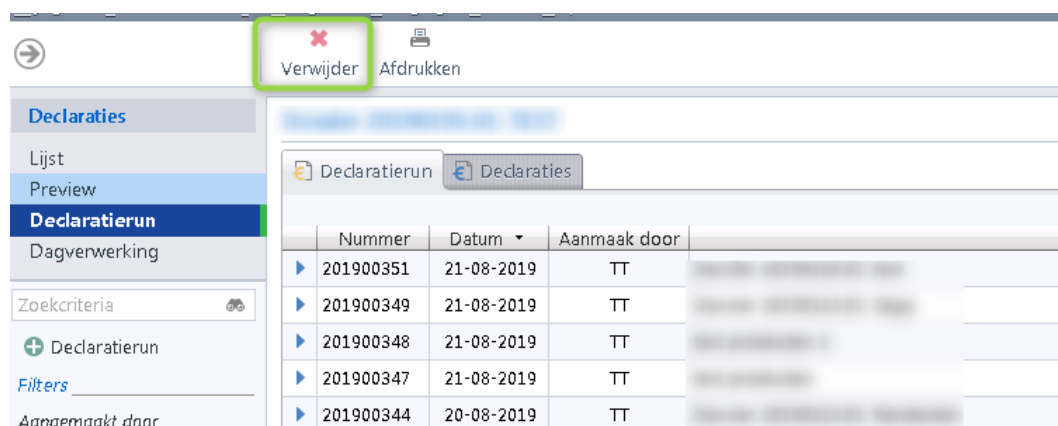 Verwijder Afdrukken
Declaraties
Lijst
Preview
Declaratierun
Dagverwerking
Zoekcriteria
Declaratierun
Filters
Aangemaakt door
Declaratierun Declaraties
Nummer Datum Aanmaak door
201900351 21-08-2019 TT
201900349 21-08-2019 TT
201900348 21-08-2019 TT
201900347 21-08-2019 TT
201900344 20-08-2019 TT